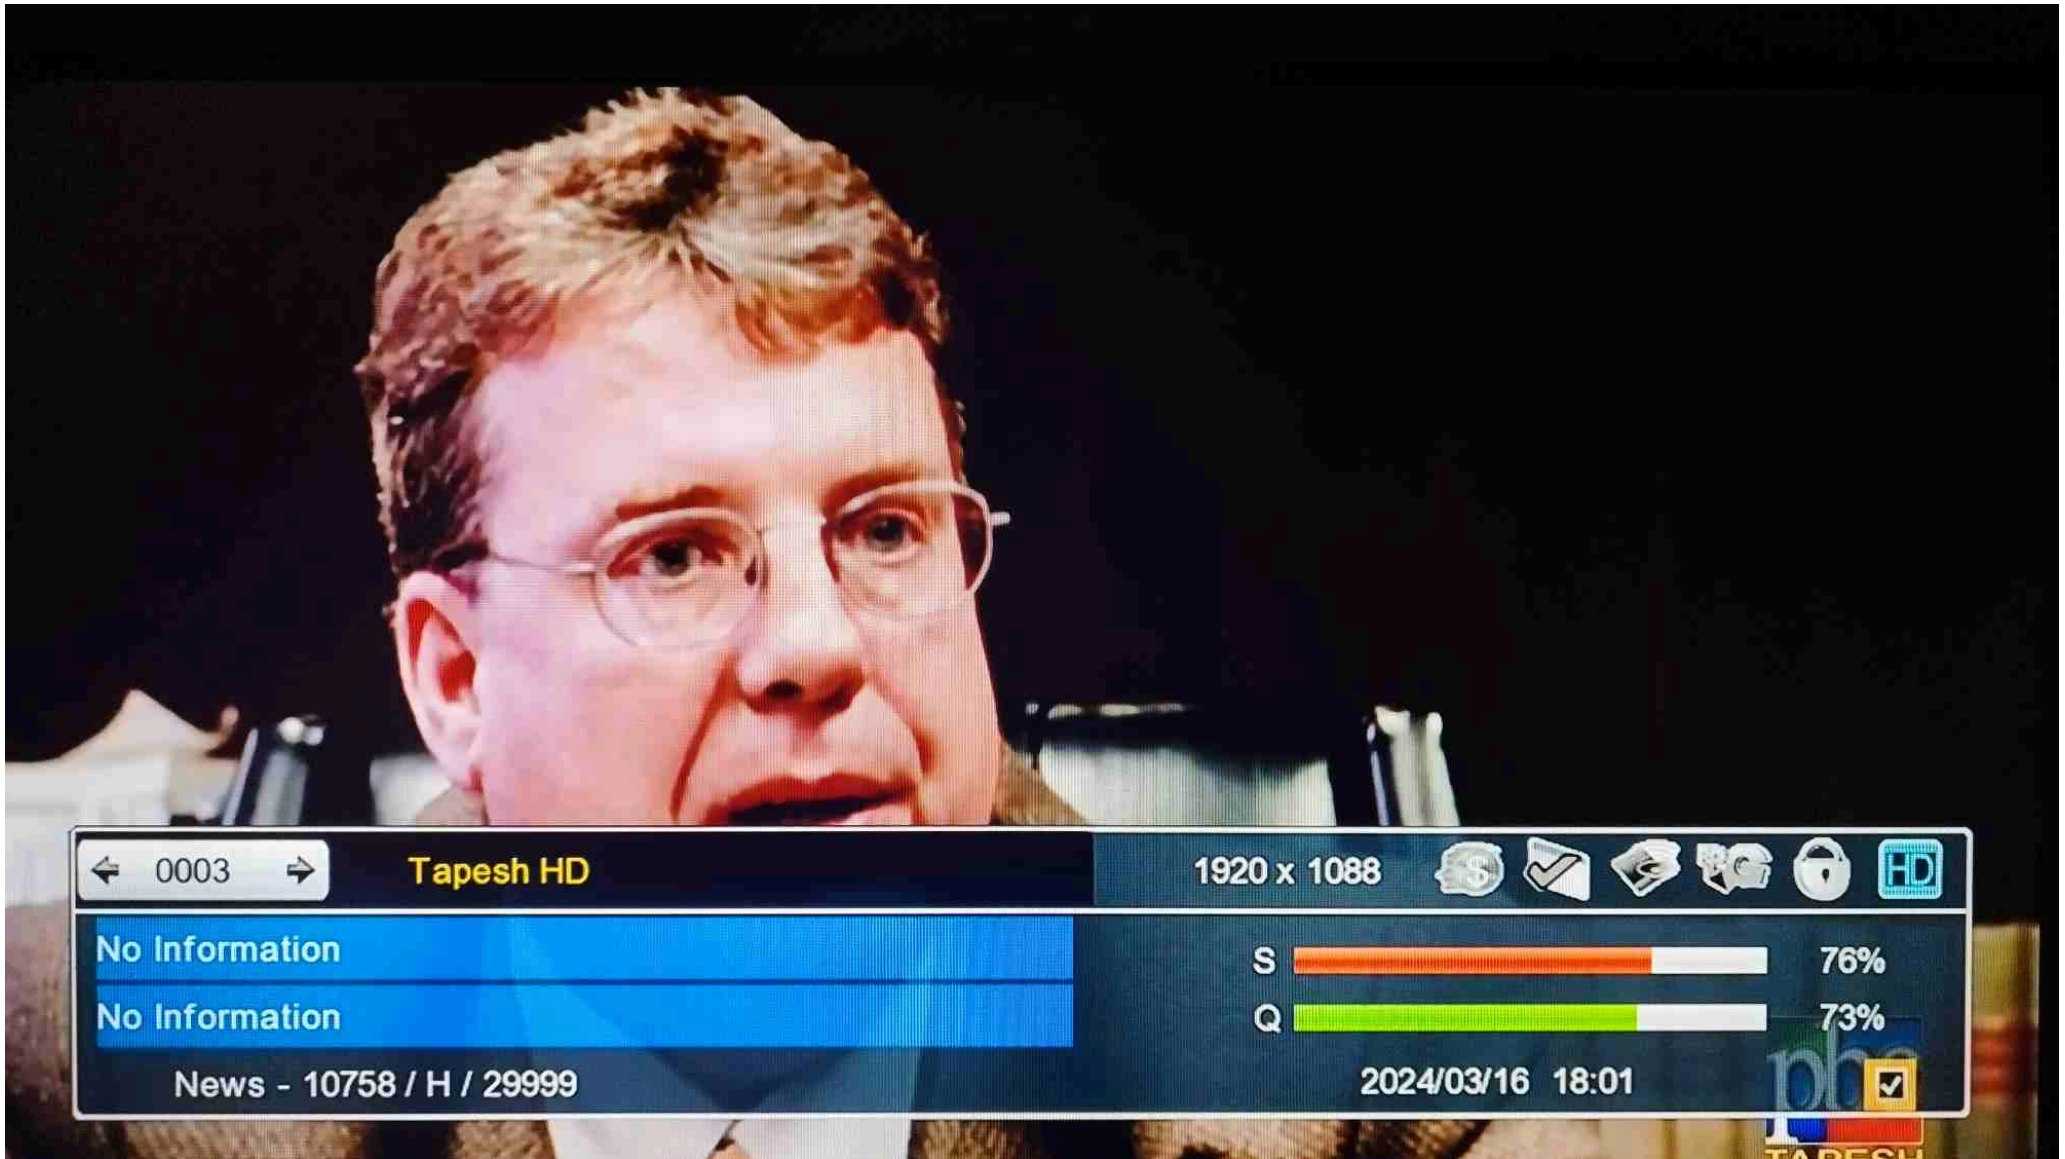 0003 Tapesh HD 1920 x 1088 $ HD
No Information
S 76%
No Information
Q 73%
News - 10758 / H / 29999 2024/03/16 18:01
TAPESH